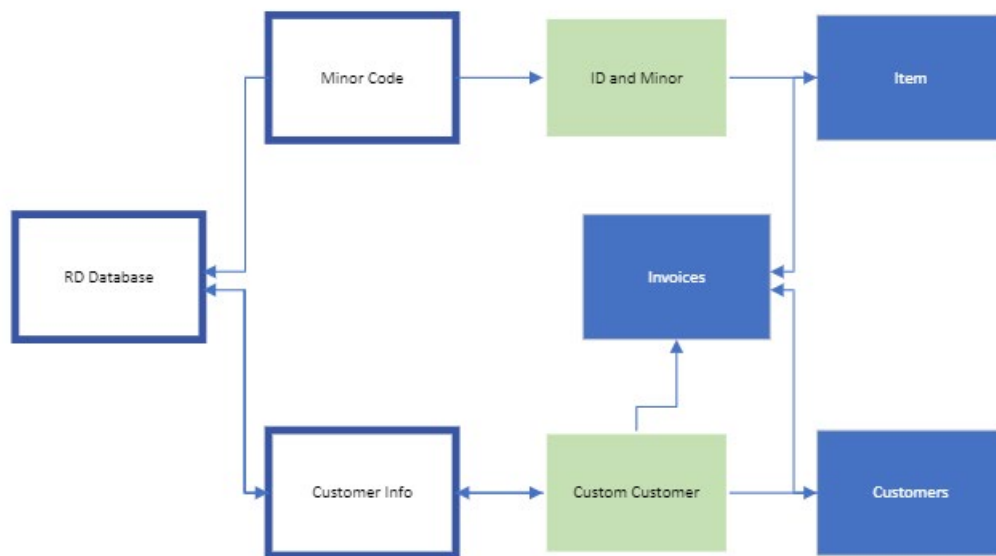 Minor Code
ID and Minor
Item
RD Database
Invoices
Customer Info
Custom Customer
Customers